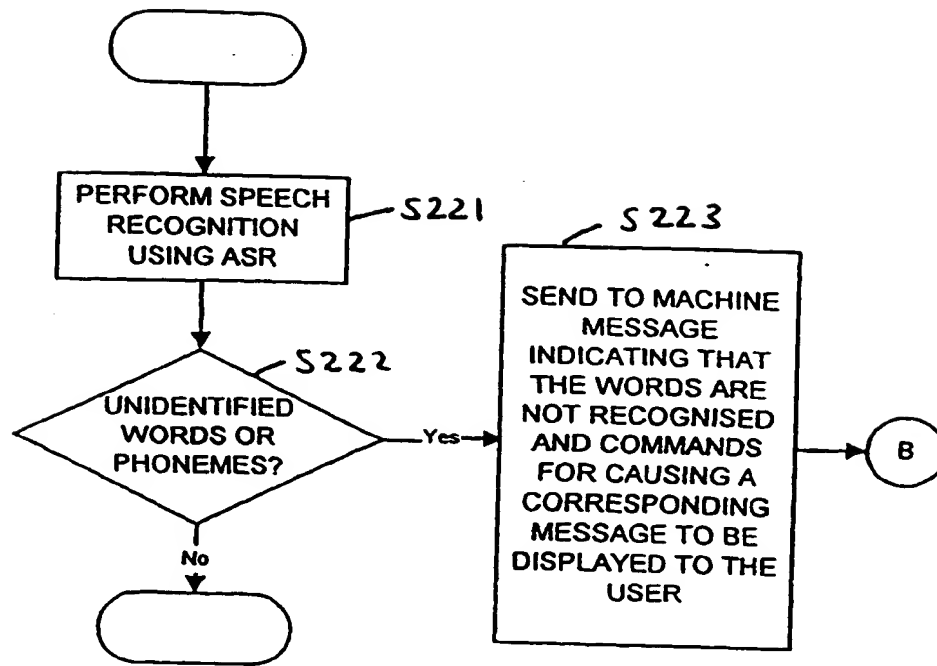 PERFORM SPEECH
RECOGNITION
USING ASR
S221
S222
UNIDENTIFIED
WORDS OR
PHONEMES?
Yes
No
S223
SEND TO MACHINE
MESSAGE
INDICATING THAT
THE WORDS ARE
NOT RECOGNISED
AND COMMANDS
FOR CAUSING A
CORRESPONDING
MESSAGE TO BE
DISPLAYED TO THE
USER
B